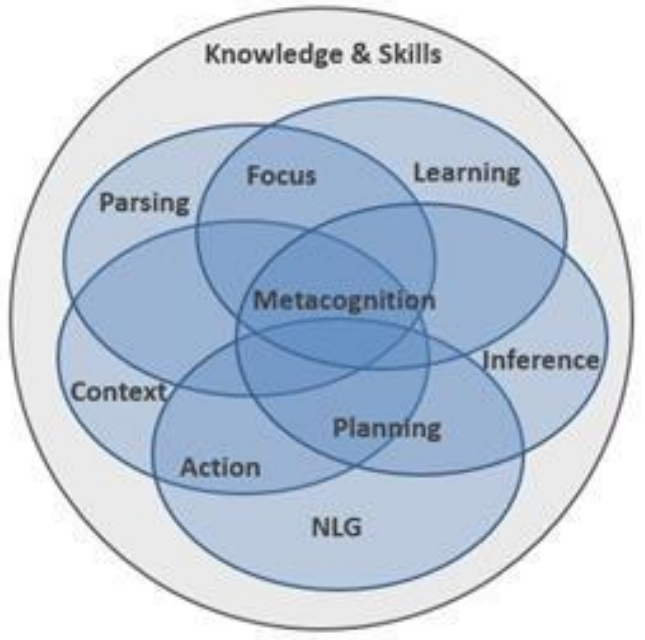 Knowledge & Skills
Focus
Learning
Parsing
Metacognition
Inference
Context
Planning
Action
NLG